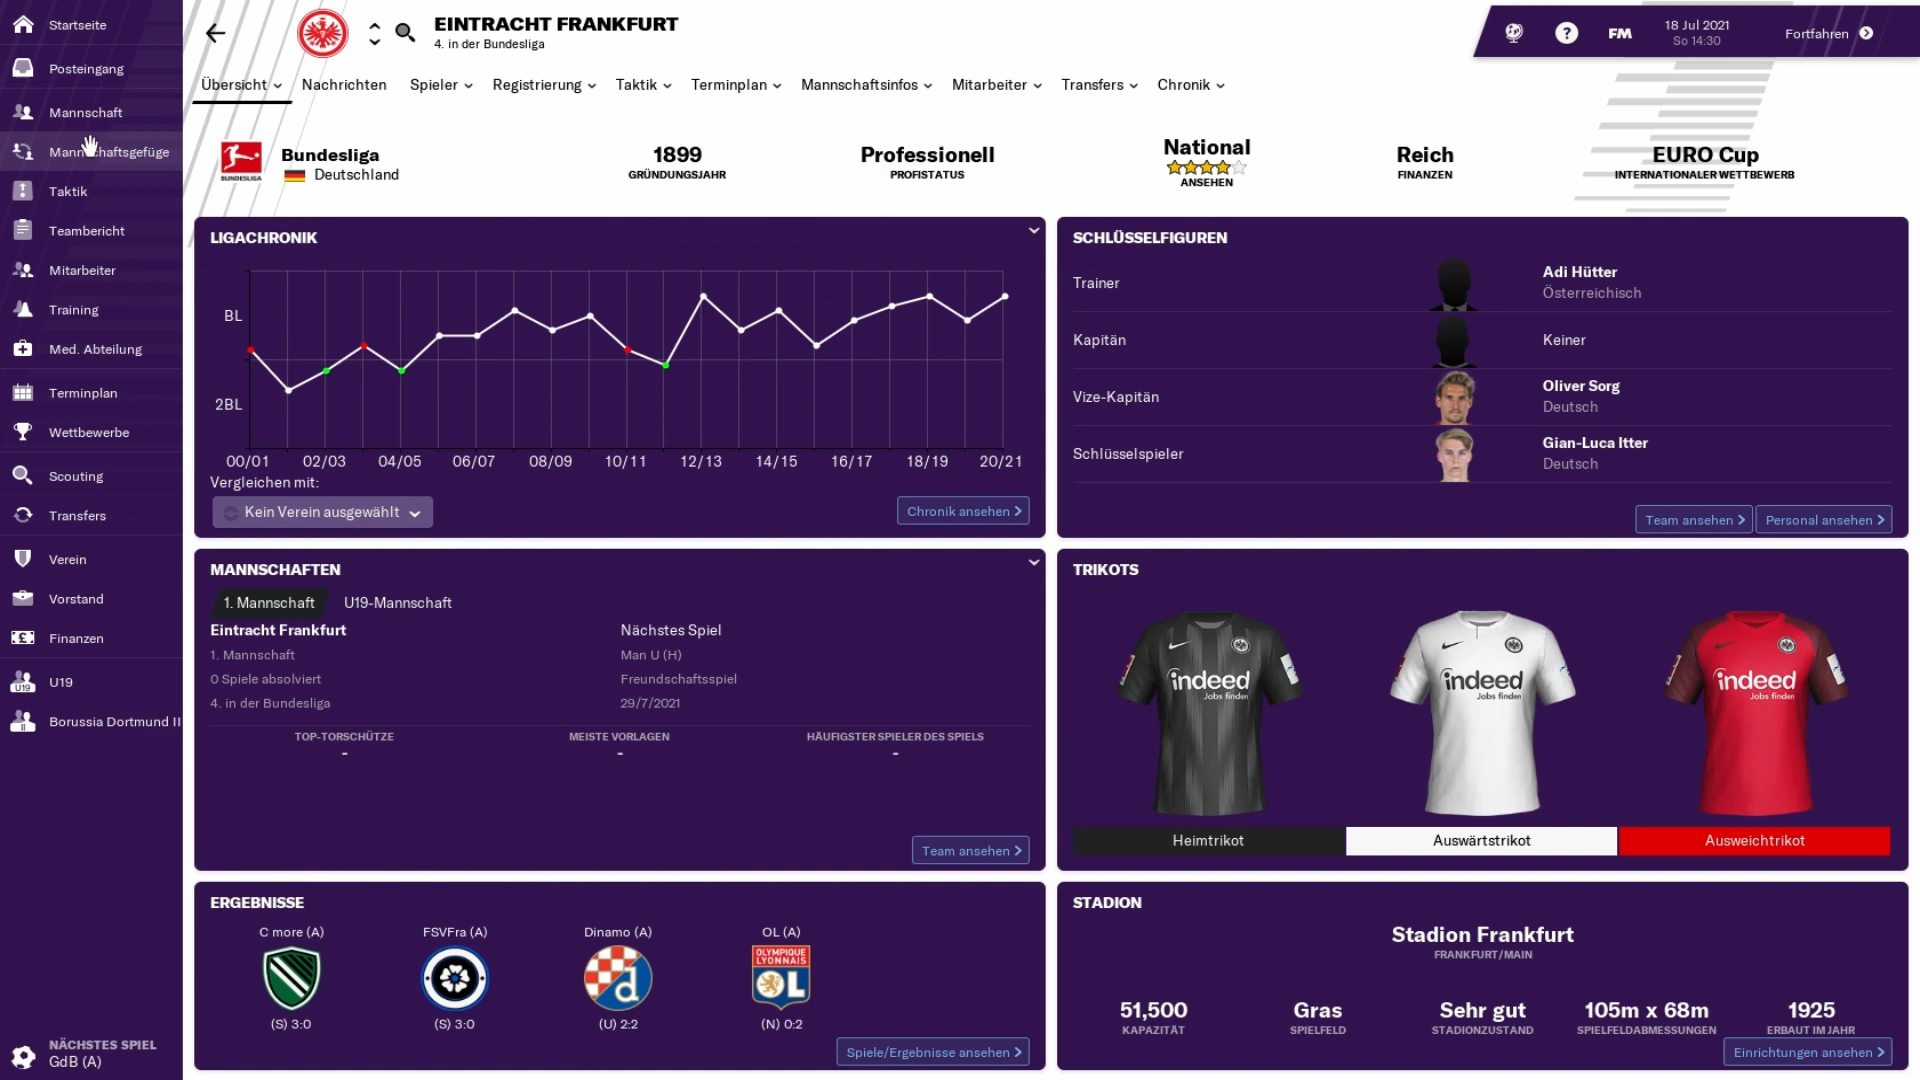 Startseite
Posteingang
Mannschaft
Taktik
Teambericht
Mitarbeiter
Training
Med. Abteilung
Terminplan
Wettbewerbe
Scouting
Transfers
Verein
Vorstand
Finanzen
U19
Borussia Dortmund II
NÄCHSTES SPIEL
GdB (A)
EINTRACHT FRANKFURT
4. in der Bundesliga
FM
18 Jul 2021
So 14:30
Fortfahren
Übersicht Nachrichten Spieler Registrierung Taktik Terminplan Mannschaftsinfos Mitarbeiter Transfers Chronik
BUNDESLIGA
Bundesliga
Deutschland
1899
GRÜNDUNGSJAHR
Professionell
PROFISTATUS
National
ANSEHEN
Reich
FINANZEN
EURO Cup
INTERNATIONALER WETTBEWERB
LIGACHRONIK
BL
2BL
00/01 02/03 04/05 06/07 08/09 10/11 12/13 14/15 16/17 18/19 20/21
Vergleichen mit:
Kein Verein ausgewählt
Chronik ansehen
SCHLÜSSELFIGUREN
Trainer
Adi Hütter
Österreichisch
Kapitän
Keiner
Vize-Kapitän
Oliver Sorg
Deutsch
Schlüsselspieler
Gian-Luca Itter
Deutsch
Team ansehen
Personal ansehen
MANNSCHAFTEN
1. Mannschaft U19-Mannschaft
Eintracht Frankfurt
1. Mannschaft
0 Spiele absolviert
4. in der Bundesliga
Nächstes Spiel
Man U (H)
Freundschaftsspiel
29/7/2021
TOP-TORSCHÜTZE
-
MEISTE VORLAGEN
-
HÄUFIGSTER SPIELER DES SPIELS
-
Team ansehen
TRIKOTS
indeed
Jobs finden
indeed
Jobs finden
indeed
Jobs finden
Heimtrikot
Auswärtstrikot
Ausweichtrikot
ERGEBNISSE
C more (A)
(S) 3:0
FSVFra (A)
(S) 3:0
Dinamo (A)
(U) 2:2
OL (A)
OLYMPIQUE
LYONNAIS
OL
(N) 0:2
Spiele/Ergebnisse ansehen
STADION
Stadion Frankfurt
FRANKFURT/MAIN
51,500
KAPAZITÄT
Gras
SPIELFELD
Sehr gut
STADIONZUSTAND
105m x 68m
SPIELFELDABMESSUNGEN
1925
ERBAUT IM JAHR
Einrichtungen ansehen